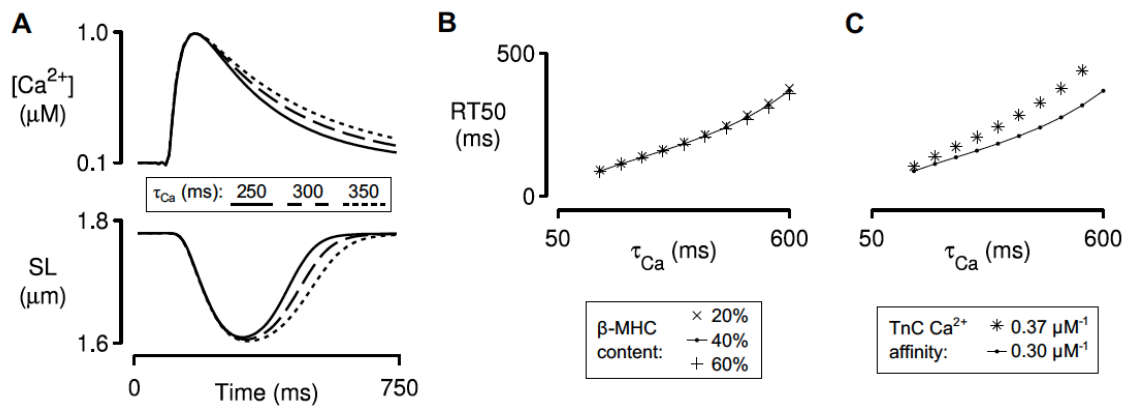 A
1.0
[Ca²⁺]
(μM)
0.1
τCa (ms): 250 300 350
1.8
SL
(μm)
1.6
0 Time (ms) 750
B
500
RT50
(ms)
0
50 600
τCa (ms)
β-MHC
content:
20%
40%
60%
C
50 600
τCa (ms)
TnC Ca²⁺
affinity:
0.37 μM⁻¹
0.30 μM⁻¹